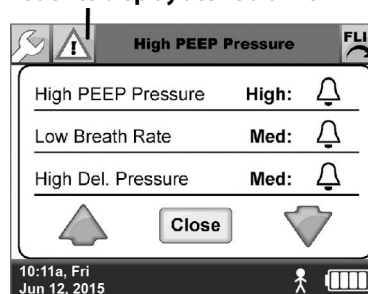 High PEEP Pressure
FLI
High PEEP Pressure High:
Low Breath Rate Med:
High Del. Pressure Med:
Close
10:11a, Fri
Jun 12, 2015